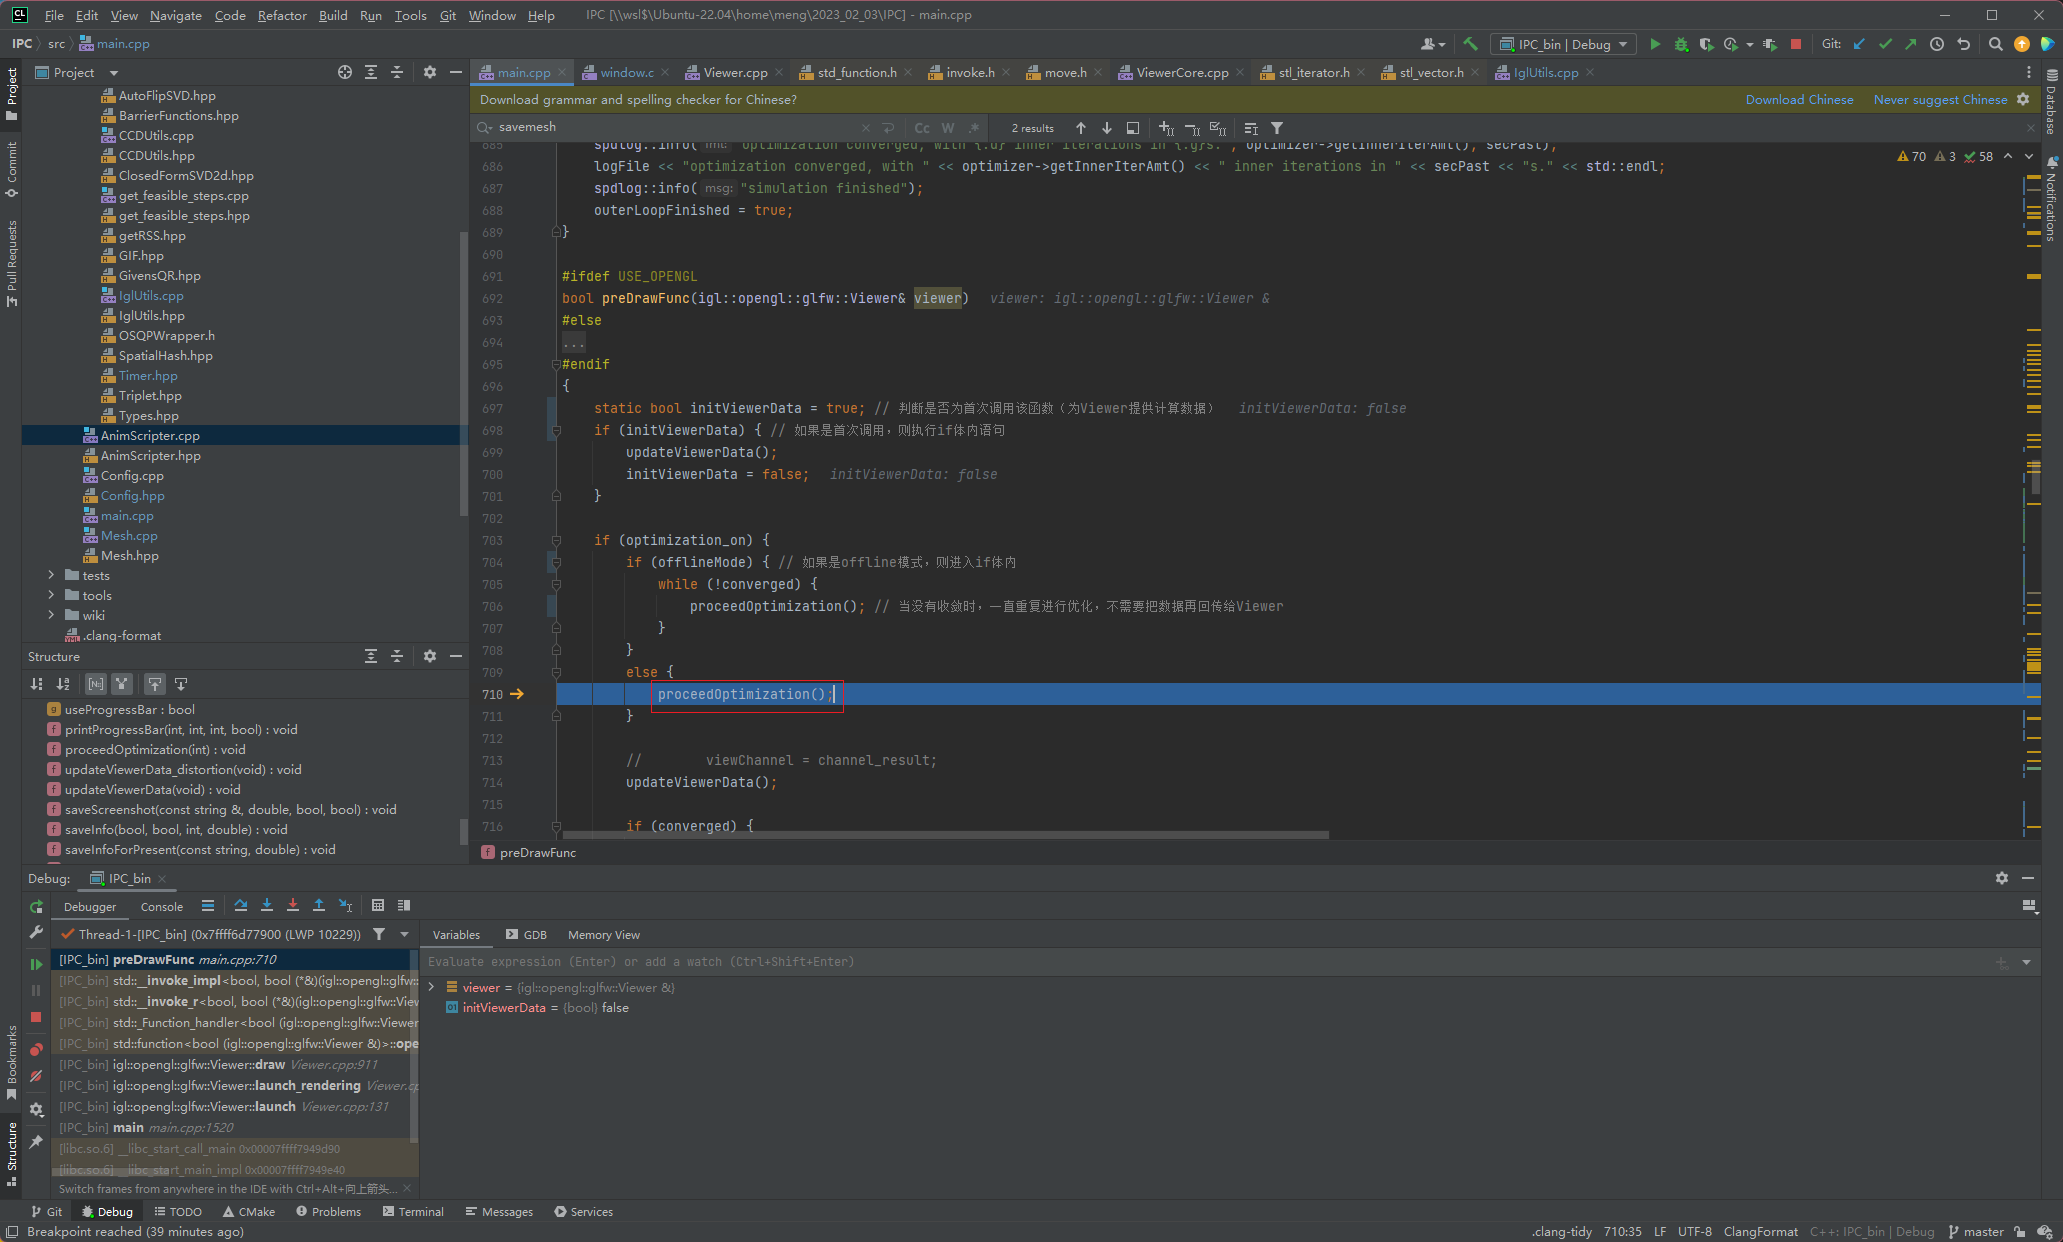 File Edit View Navigate Code Refactor Build Run Tools Git Window Help IPC [\\wsl$\Ubuntu-22.04\home\meng\2023_02_03\IPC] - main.cpp
IPC src main.cpp
IPC_bin | Debug Git:
Project
main.cpp window.c Viewer.cpp std_function.h invoke.h move.h ViewerCore.cpp stl_iterator.h stl_vector.h IglUtils.cpp
Download grammar and spelling checker for Chinese? Download Chinese Never suggest Chinese
savemesh Cc W .* 2 results
70 3 58
Project
Commit
Pull Requests
Bookmarks
Structure
Database
Notifications
AutoFlipSVD.hpp
BarrierFunctions.hpp
CCDUtils.cpp
CCDUtils.hpp
ClosedFormSVD2d.hpp
get_feasible_steps.cpp
get_feasible_steps.hpp
getRSS.hpp
GIF.hpp
GivensQR.hpp
IglUtils.cpp
IglUtils.hpp
OSQPWrapper.h
SpatialHash.hpp
Timer.hpp
Triplet.hpp
Types.hpp
AnimScripter.cpp
AnimScripter.hpp
Config.cpp
Config.hpp
main.cpp
Mesh.cpp
Mesh.hpp
tests
tools
wiki
.clang-format
685 spdlog::info( "optimization converged, with {:d} inner iterations in {:g}s.", optimizer->getInnerIterAmt(), secPast);
686 logFile << "optimization converged, with " << optimizer->getInnerIterAmt() << " inner iterations in " << secPast << "s." << std::endl;
687 spdlog::info( msg: "simulation finished");
688 outerLoopFinished = true;
689 }
690
691 #ifdef USE_OPENGL
692 bool preDrawFunc(igl::opengl::glfw::Viewer& viewer) viewer: igl::opengl::glfw::Viewer &
693 #else
694 ...
695 #endif
696 {
697 static bool initViewerData = true; // 判断是否为首次调用该函数（为Viewer提供计算数据） initViewerData: false
698 if (initViewerData) { // 如果是首次调用，则执行if体内语句
699 updateViewerData();
700 initViewerData = false; initViewerData: false
701 }
702
703 if (optimization_on) {
704 if (offlineMode) { // 如果是offline模式，则进入if体内
705 while (!converged) {
706 proceedOptimization(); // 当没有收敛时，一直重复进行优化，不需要把数据再回传给Viewer
707 }
708 }
709 else {
710 proceedOptimization();
711 }
712
713 // viewChannel = channel_result;
714 updateViewerData();
715
716 if (converged) {
preDrawFunc
Structure
useProgressBar : bool
printProgressBar(int, int, int, bool) : void
proceedOptimization(int) : void
updateViewerData_distortion(void) : void
updateViewerData(void) : void
saveScreenshot(const string &, double, bool, bool) : void
saveInfo(bool, bool, int, double) : void
saveInfoForPresent(const string, double) : void
Debug: IPC_bin
Debugger Console
Thread-1-[IPC_bin] (0x7ffff6d77900 (LWP 10229))
[IPC_bin] preDrawFunc main.cpp:710
[IPC_bin] std::__invoke_impl<bool, bool (*&)(igl::opengl::glfw
[IPC_bin] std::__invoke_r<bool, bool (*&)(igl::opengl::glfw::View
[IPC_bin] std::_Function_handler<bool (igl::opengl::glfw::Viewer
[IPC_bin] std::function<bool (igl::opengl::glfw::Viewer &)>::ope
[IPC_bin] igl::opengl::glfw::Viewer::draw Viewer.cpp:911
[IPC_bin] igl::opengl::glfw::Viewer::launch_rendering Viewer.cp
[IPC_bin] igl::opengl::glfw::Viewer::launch Viewer.cpp:131
[IPC_bin] main main.cpp:1520
[libc.so.6] __libc_start_call_main 0x00007ffff7949d90
[libc.so.6] __libc_start_main_impl 0x00007ffff7949e40
Switch frames from anywhere in the IDE with Ctrl+Alt+向上箭头...
Variables GDB Memory View
Evaluate expression (Enter) or add a watch (Ctrl+Shift+Enter)
viewer = {igl::opengl::glfw::Viewer &}
initViewerData = {bool} false
Git Debug TODO CMake Problems Terminal Messages Services
Breakpoint reached (39 minutes ago) .clang-tidy 710:35 LF UTF-8 ClangFormat C++: IPC_bin | Debug master